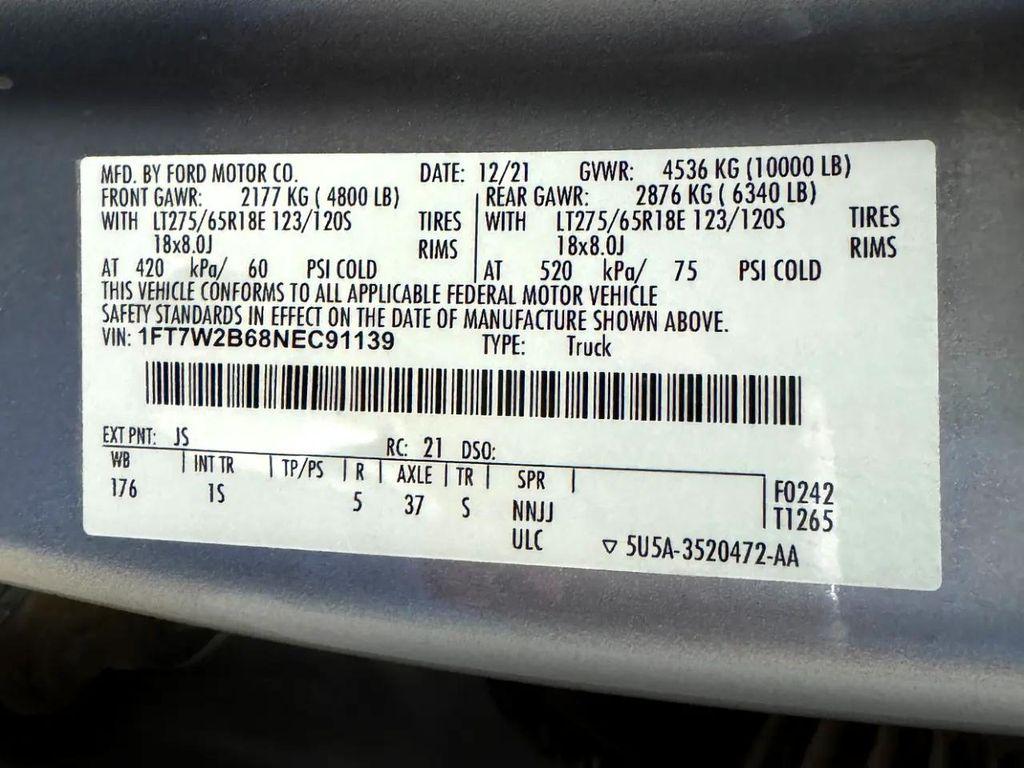 MFD. BY FORD MOTOR CO. DATE: 12/21 GVWR: 4536 KG (10000 LB)
FRONT GAWR: 2177 KG ( 4800 LB) REAR GAWR: 2876 KG ( 6340 LB)
WITH LT275/65R18E 123/120S TIRES WITH LT275/65R18E 123/120S TIRES
18x8.0J RIMS 18x8.0J RIMS
AT 420 kPa/ 60 PSI COLD AT 520 kPa/ 75 PSI COLD
THIS VEHICLE CONFORMS TO ALL APPLICABLE FEDERAL MOTOR VEHICLE
SAFETY STANDARDS IN EFFECT ON THE DATE OF MANUFACTURE SHOWN ABOVE.
VIN: 1FT7W2B68NEC91139 TYPE: Truck
EXT PNT: JS RC: 21 DSO:
WB | INT TR | TP/PS | R | AXLE | TR | SPR |
176 1S 5 37 S NNJJ F0242
ULC T1265
▽ 5U5A-3520472-AA